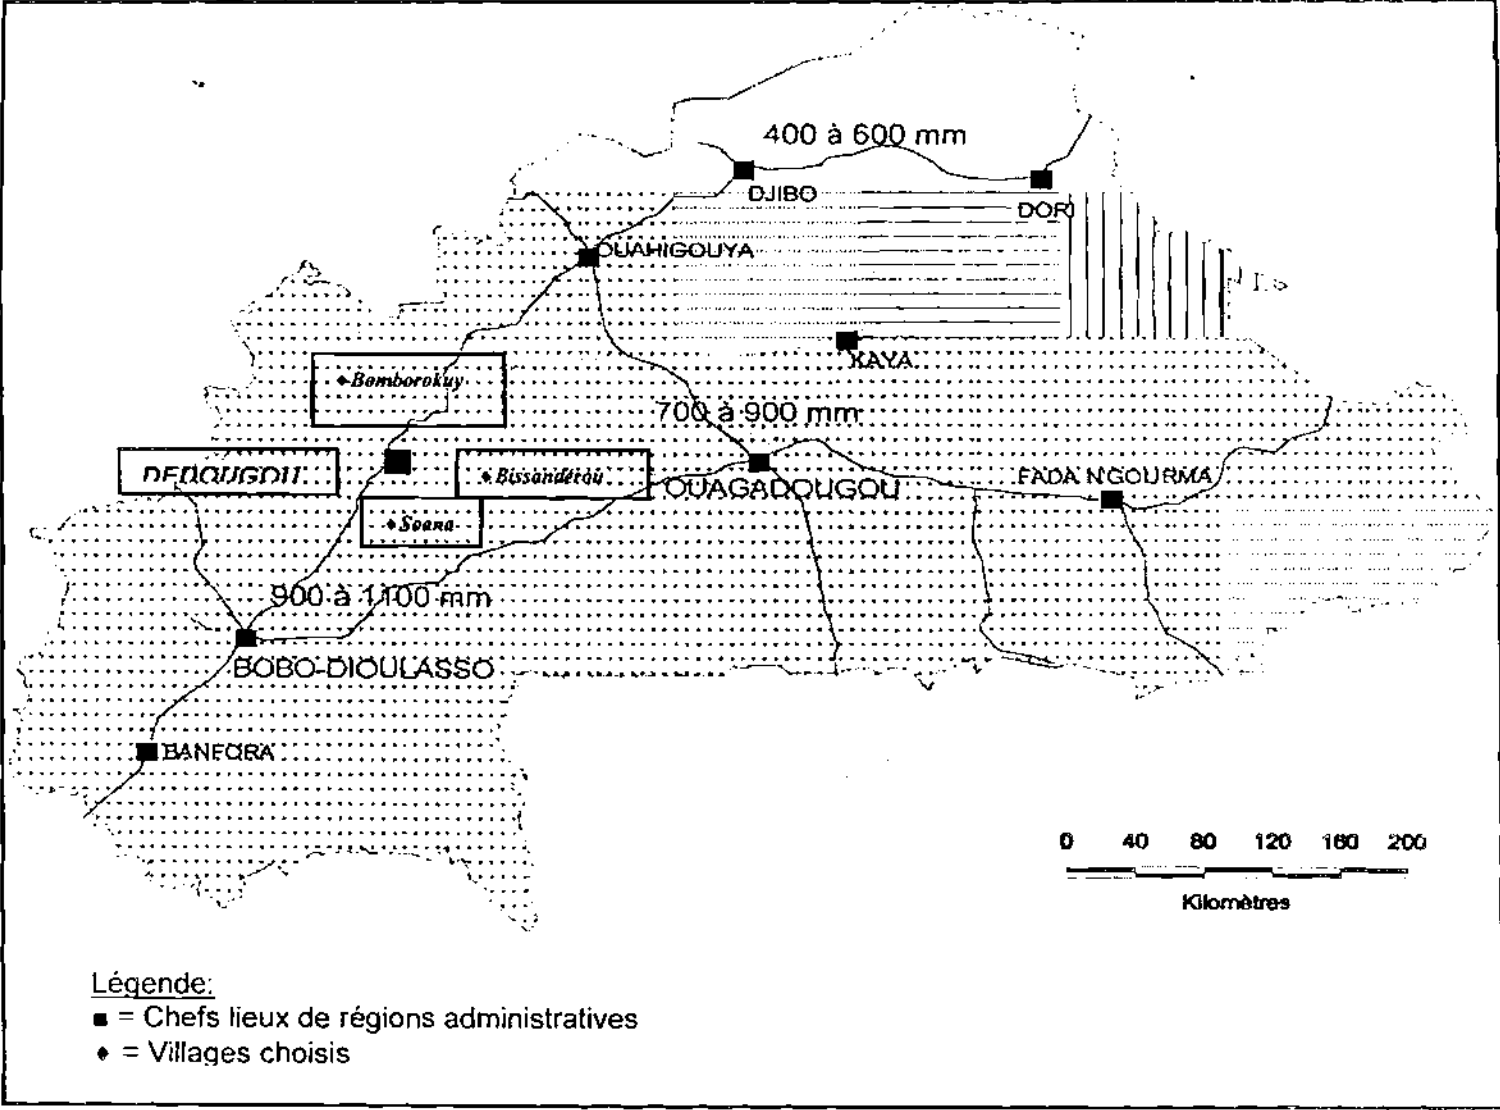 400 à 600 mm
DJIBO
DORI
OUAHIGOUYA
KAYA
Bomborokuy
700 à 900 mm
DEDOUGOU
Bissandérou
OUAGADOUGOU
FADA N'GOURMA
Soana
900 à 1100 mm
BOBO-DIOULASSO
BANFORA
0 40 80 120 160 200
Kilomètres
Légende:
■ = Chefs lieux de régions administratives
♦ = Villages choisis